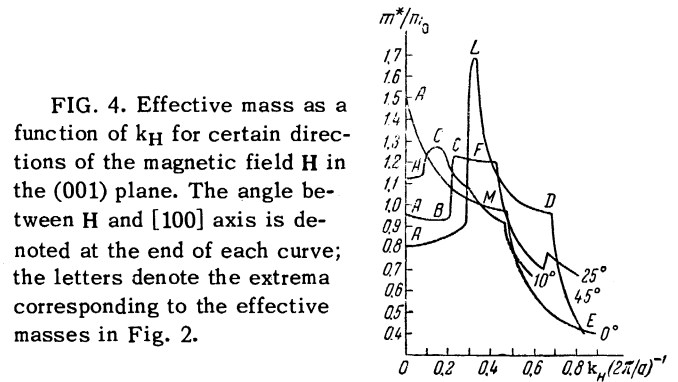 m*/m₀
FIG. 4. Effective mass as a
function of k_H for certain direc-
tions of the magnetic field H in
the (001) plane. The angle be-
tween H and [100] axis is de-
noted at the end of each curve;
the letters denote the extrema
corresponding to the effective
masses in Fig. 2.
1.7
1.6
1.5
1.4
1.3
1.2
1.1
1.0
0.9
0.8
0.7
0.6
0.5
0.4
L
A
C
C
F
A
M
D
A
B
A
10°
25°
45°
E
0°
0 0,2 0,4 0,6 0,8 k_H(2π/a)⁻¹